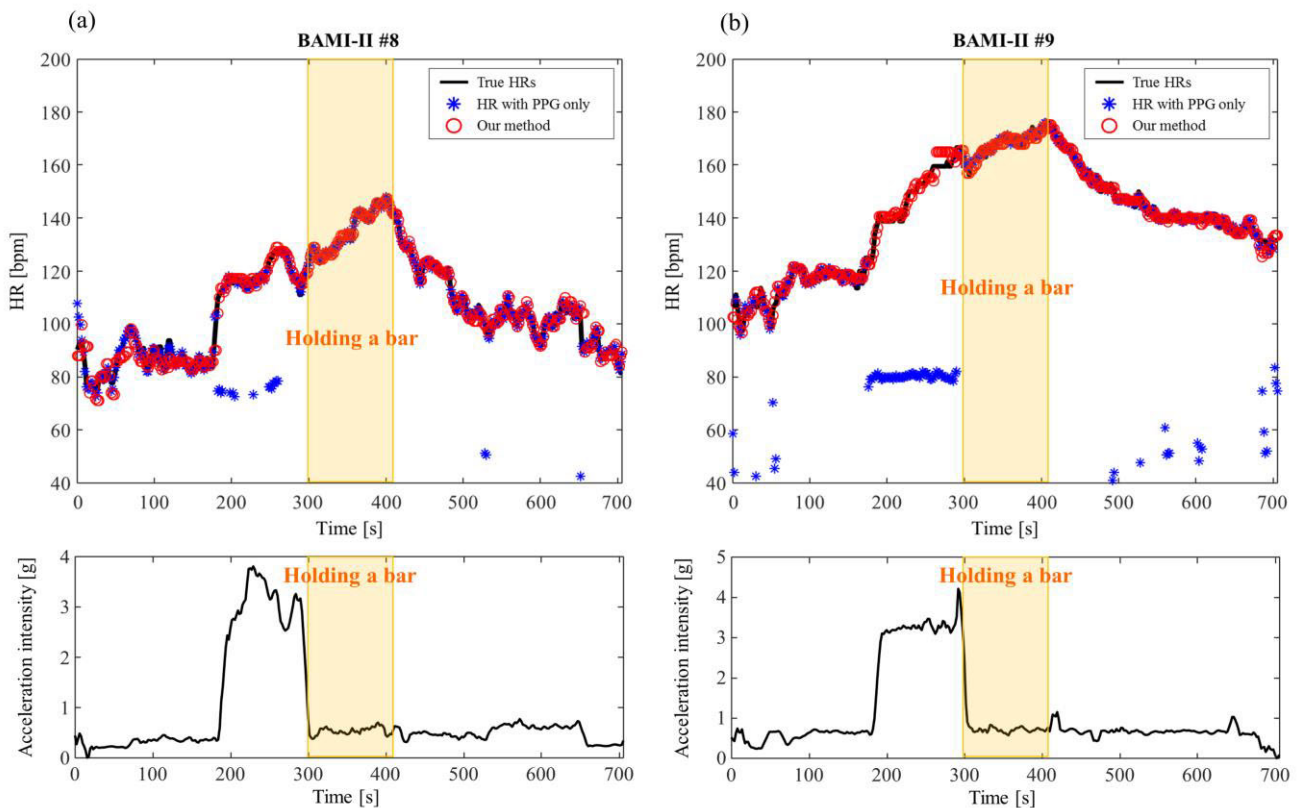 (a)
BAMI-II #8
200
180
160
140
120
100
80
60
40
HR [bpm]
True HRs
HR with PPG only
Our method
Holding a bar
0 100 200 300 400 500 600 700
Time [s]
4
3
2
1
0
Acceleration intensity [g]
Holding a bar
0 100 200 300 400 500 600 700
Time [s]
(b)
BAMI-II #9
200
180
160
140
120
100
80
60
40
HR [bpm]
True HRs
HR with PPG only
Our method
Holding a bar
0 100 200 300 400 500 600 700
Time [s]
5
4
3
2
1
0
Acceleration intensity [g]
Holding a bar
0 100 200 300 400 500 600 700
Time [s]